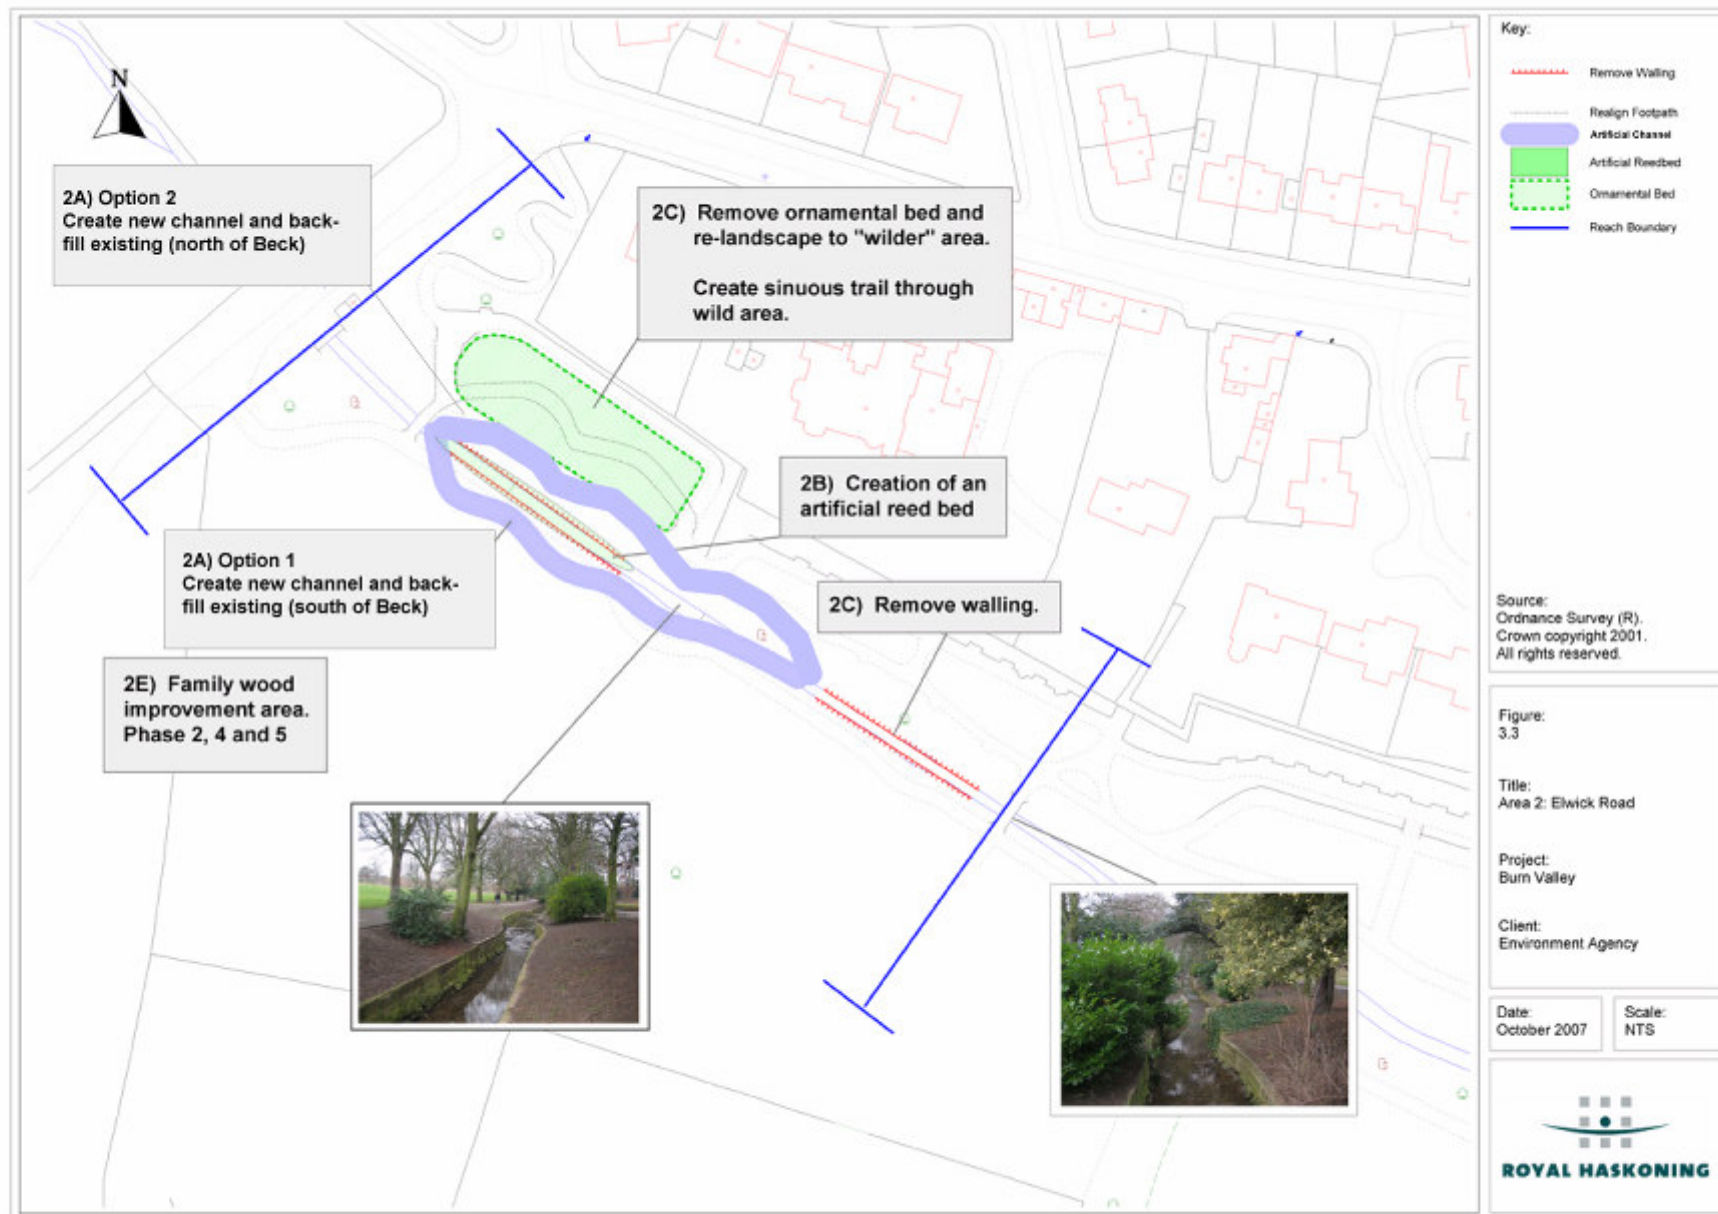 N
2A) Option 2
Create new channel and back-
fill existing (north of Beck)
2C) Remove ornamental bed and
re-landscape to "wilder" area.
Create sinuous trail through
wild area.
2B) Creation of an
artificial reed bed
2A) Option 1
Create new channel and back-
fill existing (south of Beck)
2C) Remove walling.
2E) Family wood
improvement area.
Phase 2, 4 and 5
Key:
Remove Walling
Realign Footpath
Artificial Channel
Artificial Reedbed
Ornamental Bed
Reach Boundary
Source:
Ordnance Survey (R).
Crown copyright 2001.
All rights reserved.
Figure:
3.3
Title:
Area 2: Elwick Road
Project:
Burn Valley
Client:
Environment Agency
Date:
October 2007
Scale:
NTS
ROYAL HASKONING